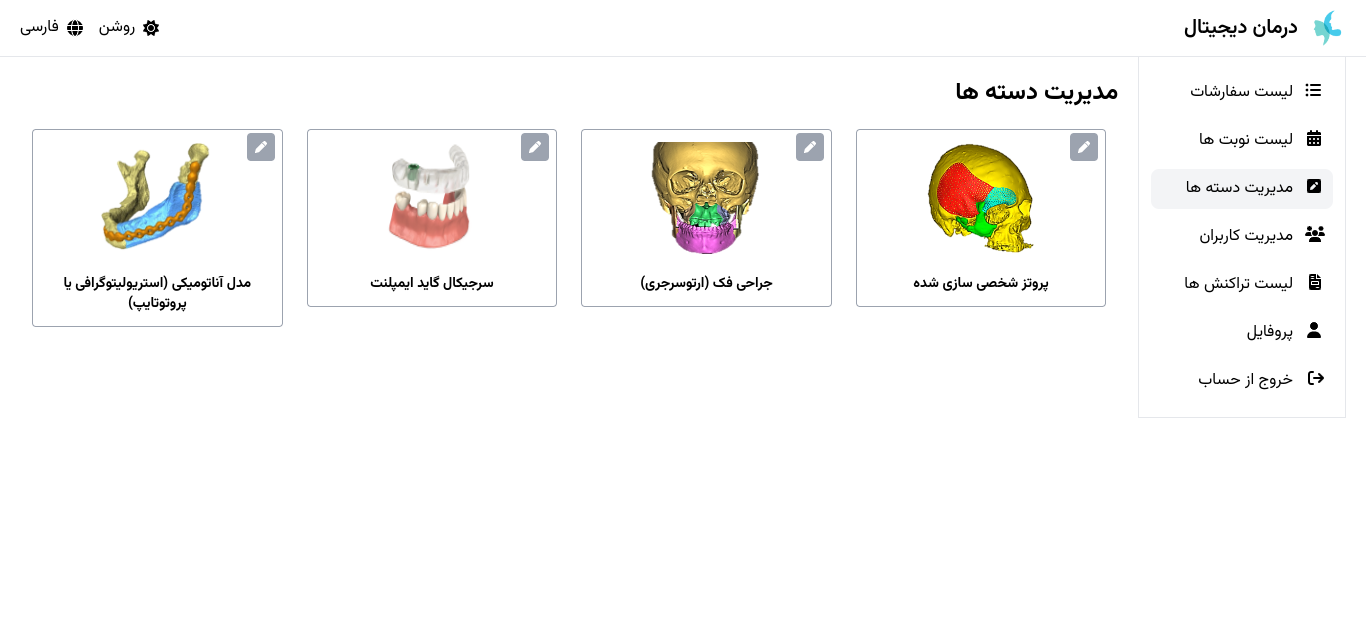 درمان دیجیتال
روشن
فارسی
لیست سفارشات
لیست نوبت ها
مدیریت دسته ها
مدیریت کاربران
لیست تراکنش ها
پروفایل
خروج از حساب
مدیریت دسته ها
پروتز شخصی سازی شده
جراحی فک (ارتوسرجری)
سرجیکال گاید ایمپلنت
مدل آناتومیکی (استریولیتوگرافی یا
پروتوتایپ)